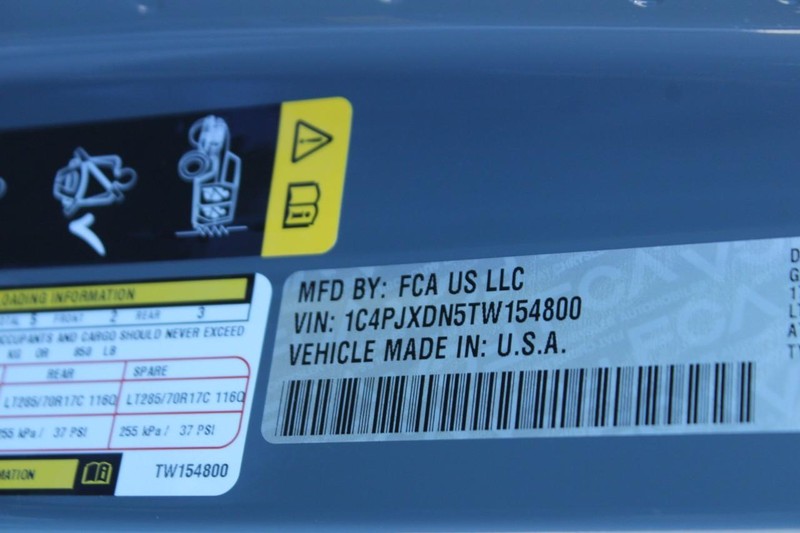 LOADING INFORMATION
TOTAL 5 FRONT 2 REAR 3
OCCUPANTS AND CARGO SHOULD NEVER EXCEED
KG OR 850 LB
REAR SPARE
LT285/70R17C 116Q LT285/70R17C 116Q
255 kPa / 37 PSI 255 kPa / 37 PSI
TW154800
MFD BY: FCA US LLC
VIN: 1C4PJXDN5TW154800
VEHICLE MADE IN: U.S.A.